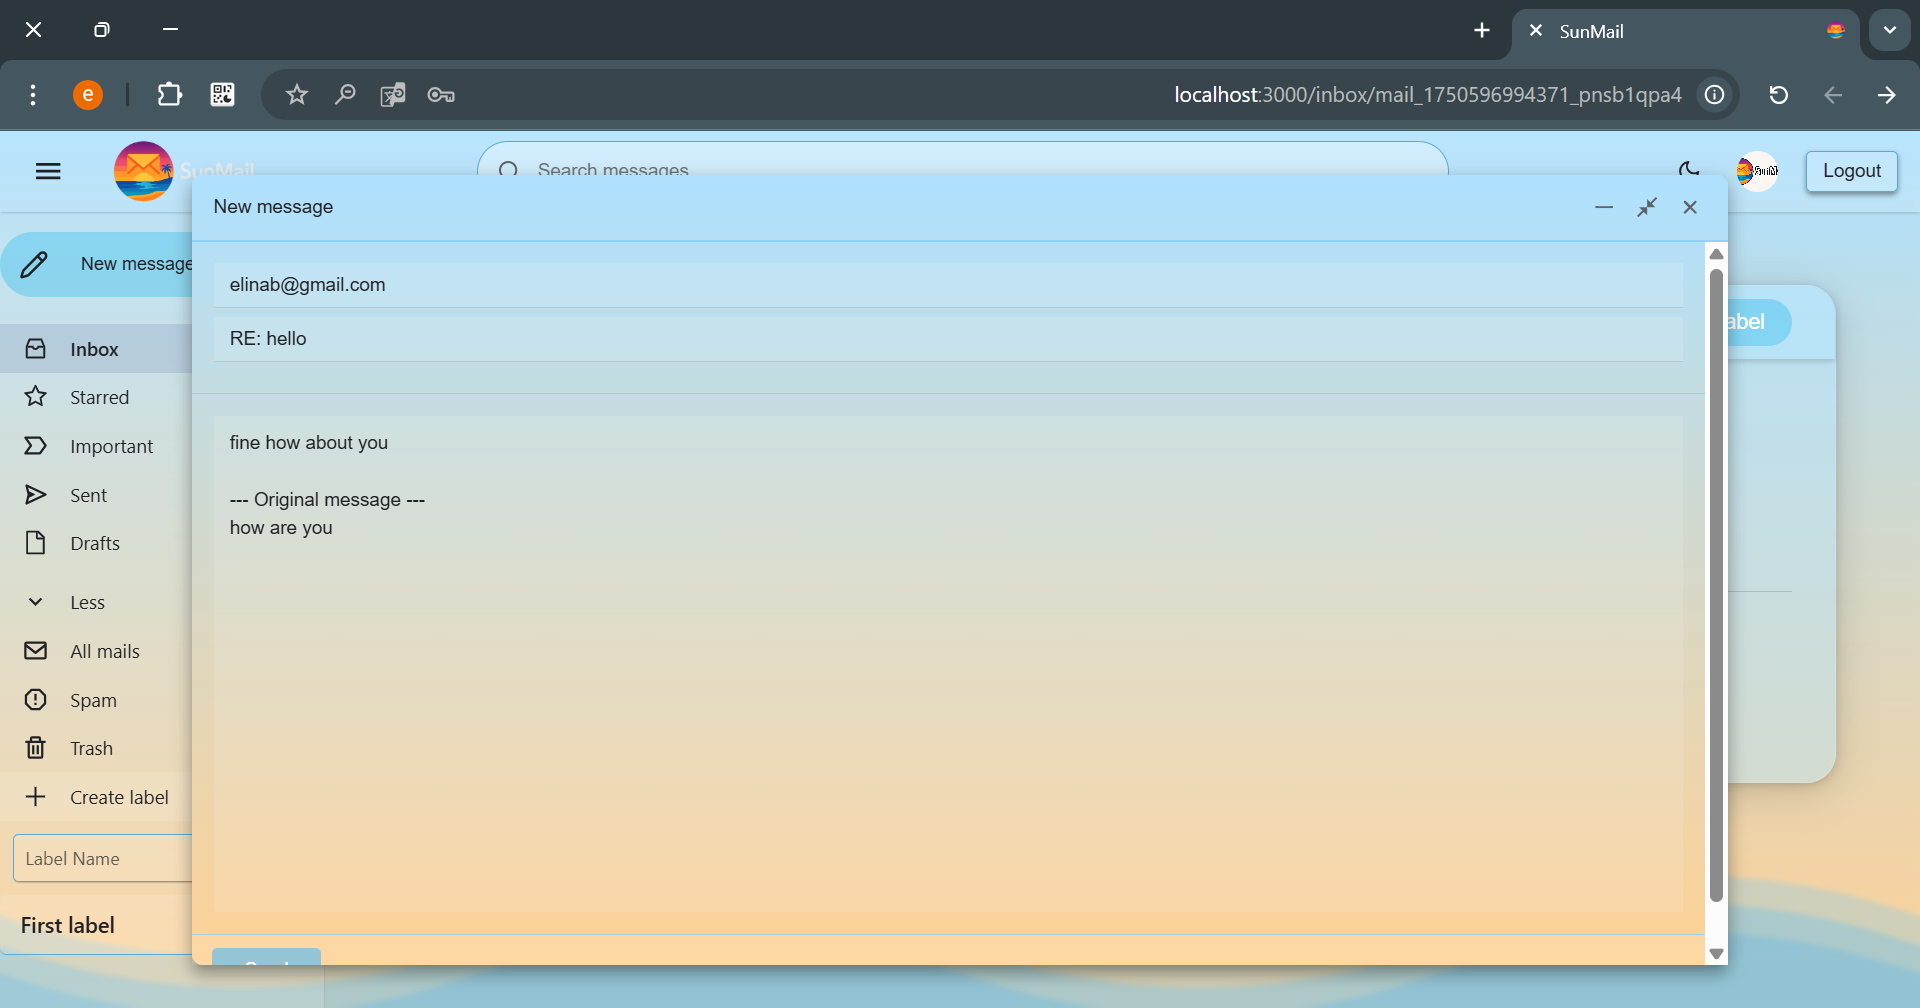 SunMail
localhost:3000/inbox/mail_1750596994371_pnsb1qpa4
e
SunMail
Search messages
Logout
New message
New message
elinab@gmail.com
RE: hello
fine how about you
--- Original message ---
how are you
Inbox
Starred
Important
Sent
Drafts
Less
All mails
Spam
Trash
Create label
Label Name
First label
abel